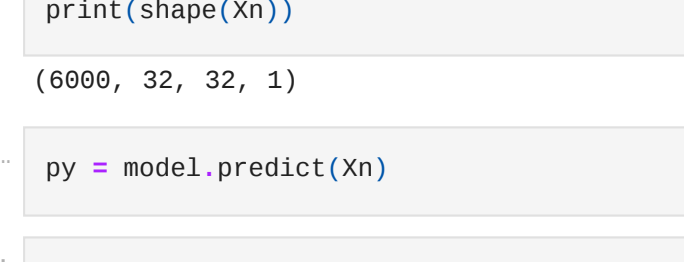 print(shape(Xn))
(6000, 32, 32, 1)
py = model.predict(Xn)